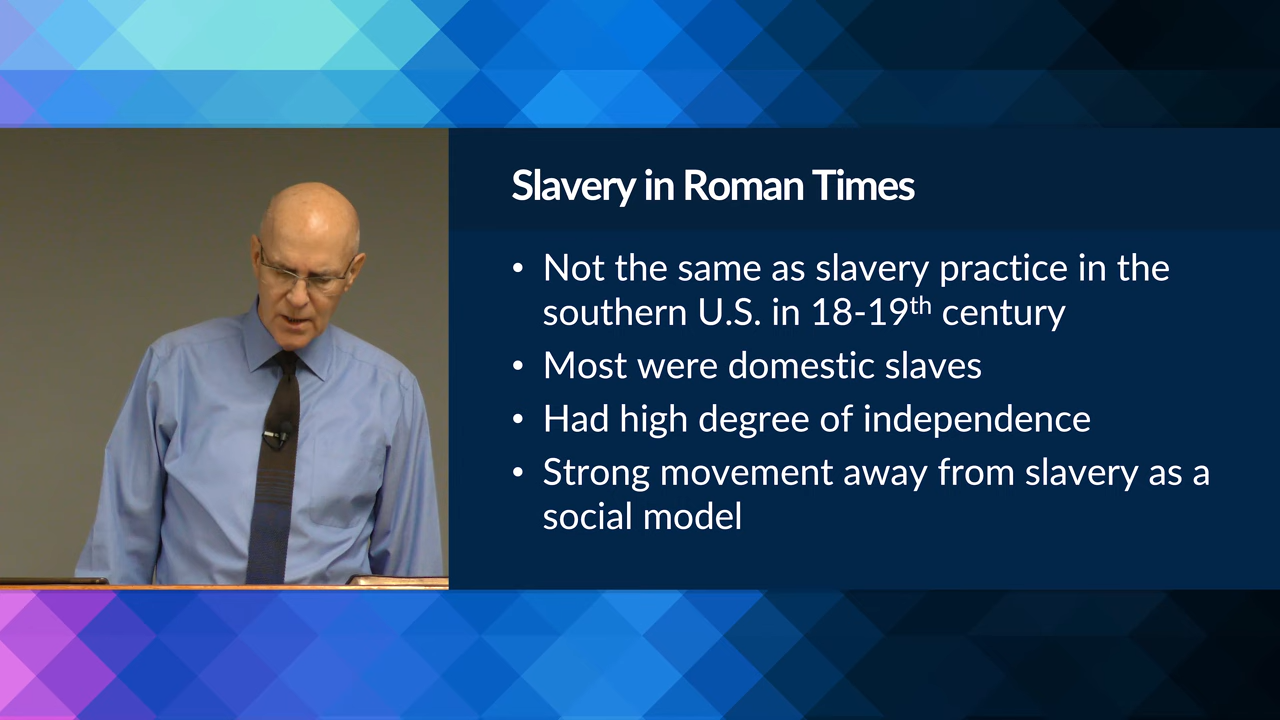 Slavery in Roman Times
• Not the same as slavery practice in the
southern U.S. in 18-19th century
• Most were domestic slaves
• Had high degree of independence
• Strong movement away from slavery as a
social model